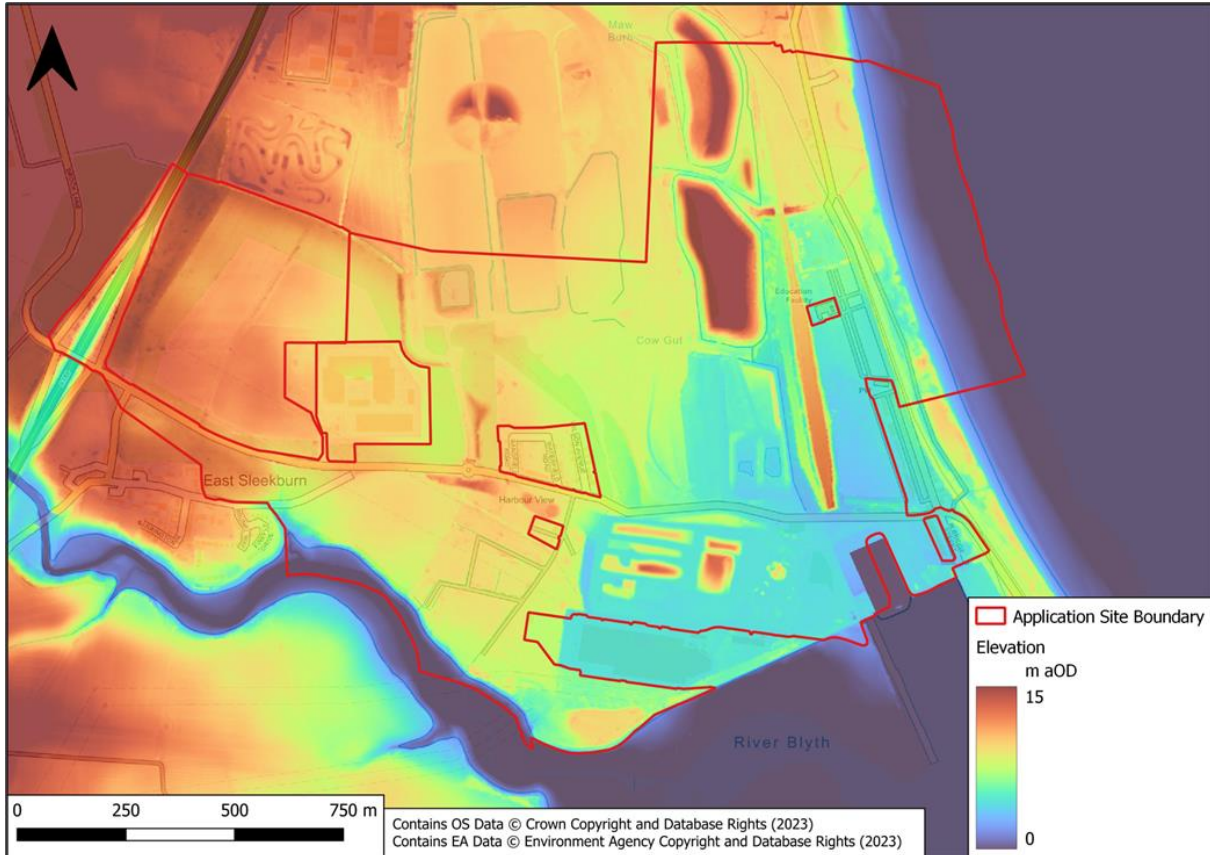 Maw
Burn
Education
Facility
Cow Gut
East Sleekburn
Harbour View
River Blyth
Application Site Boundary
Elevation
m aOD
15
0
0 250 500 750 m
Contains OS Data © Crown Copyright and Database Rights (2023)
Contains EA Data © Environment Agency Copyright and Database Rights (2023)